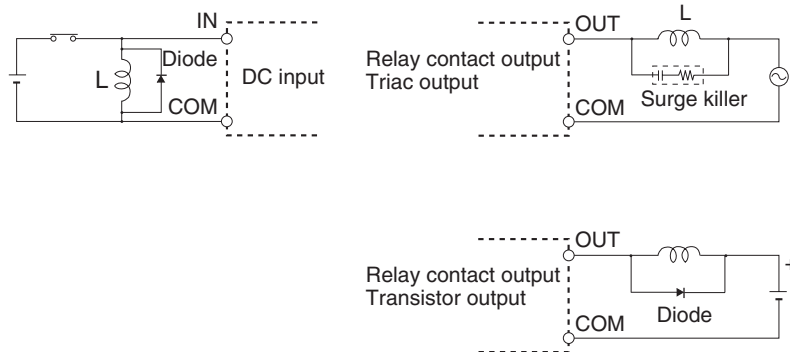 IN
Diode
L
DC input
COM
OUT
L
Relay contact output
Triac output
Surge killer
COM
OUT
+
Relay contact output
Transistor output
Diode
COM